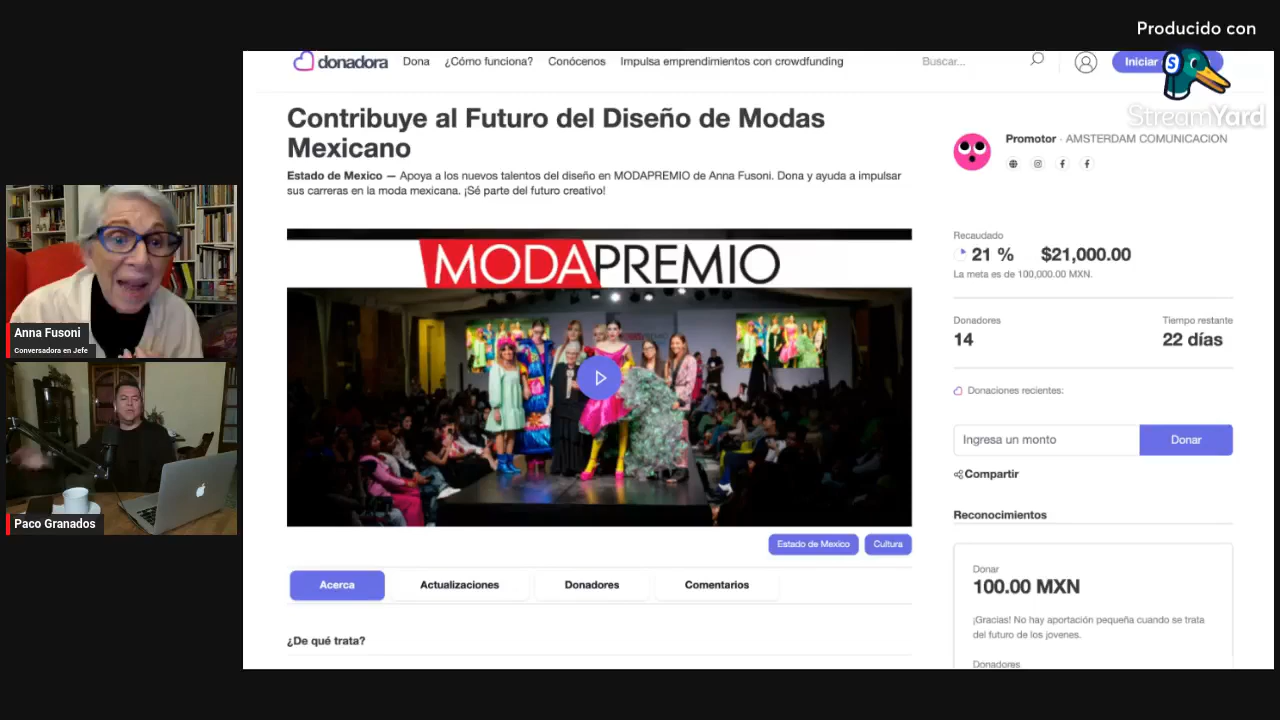 Producido con
StreamYard
donadora
Dona
¿Cómo funciona?
Conócenos
Impulsa emprendimientos con crowdfunding
Buscar...
Iniciar
Contribuye al Futuro del Diseño de Modas
Mexicano
Estado de Mexico — Apoya a los nuevos talentos del diseño en MODAPREMIO de Anna Fusoni. Dona y ayuda a impulsar
sus carreras en la moda mexicana. ¡Sé parte del futuro creativo!
Promotor · AMSTERDAM COMUNICACION
MODAPREMIO
Recaudado
21 % $21,000.00
La meta es de 100,000.00 MXN.
Donadores
14
Tiempo restante
22 días
Donaciones recientes:
Ingresa un monto
Donar
Compartir
Reconocimientos
Donar
100.00 MXN
¡Gracias! No hay aportación pequeña cuando se trata
del futuro de los jovenes.
Donadores
Estado de Mexico
Cultura
Acerca
Actualizaciones
Donadores
Comentarios
¿De qué trata?
Anna Fusoni
Conversadora en Jefe
Paco Granados